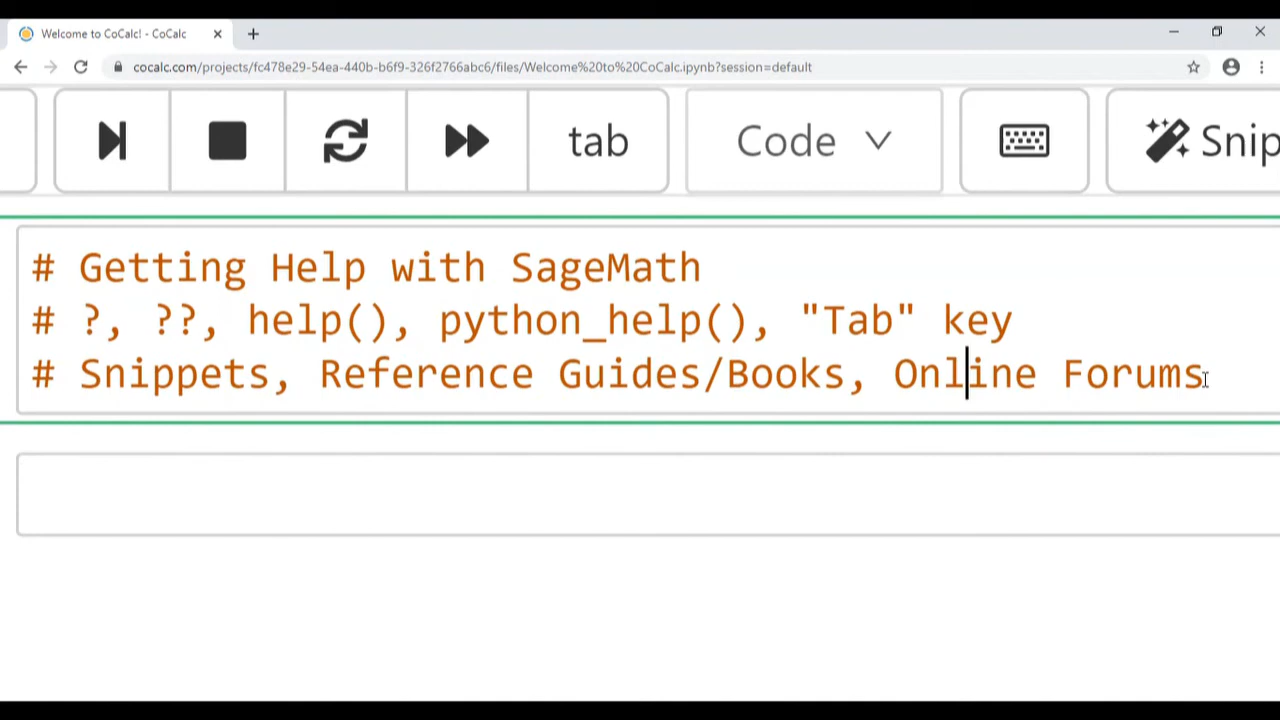 Welcome to CoCalc! - CoCalc
cocalc.com/projects/fc478e29-54ea-440b-b6f9-326f2766abc6/files/Welcome%20to%20CoCalc.ipynb?session=default
tab Code Snip
# Getting Help with SageMath
# ?, ??, help(), python_help(), "Tab" key
# Snippets, Reference Guides/Books, Online Forums